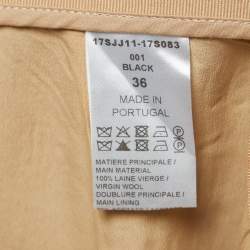 17SJJ11-17S083
001
BLACK
36
MADE IN
PORTUGAL
MATIERE PRINCIPALE /
MAIN MATERIAL
100% LAINE VIERGE /
VIRGIN WOOL
DOUBLURE PRINCIPALE /
MAIN LINING